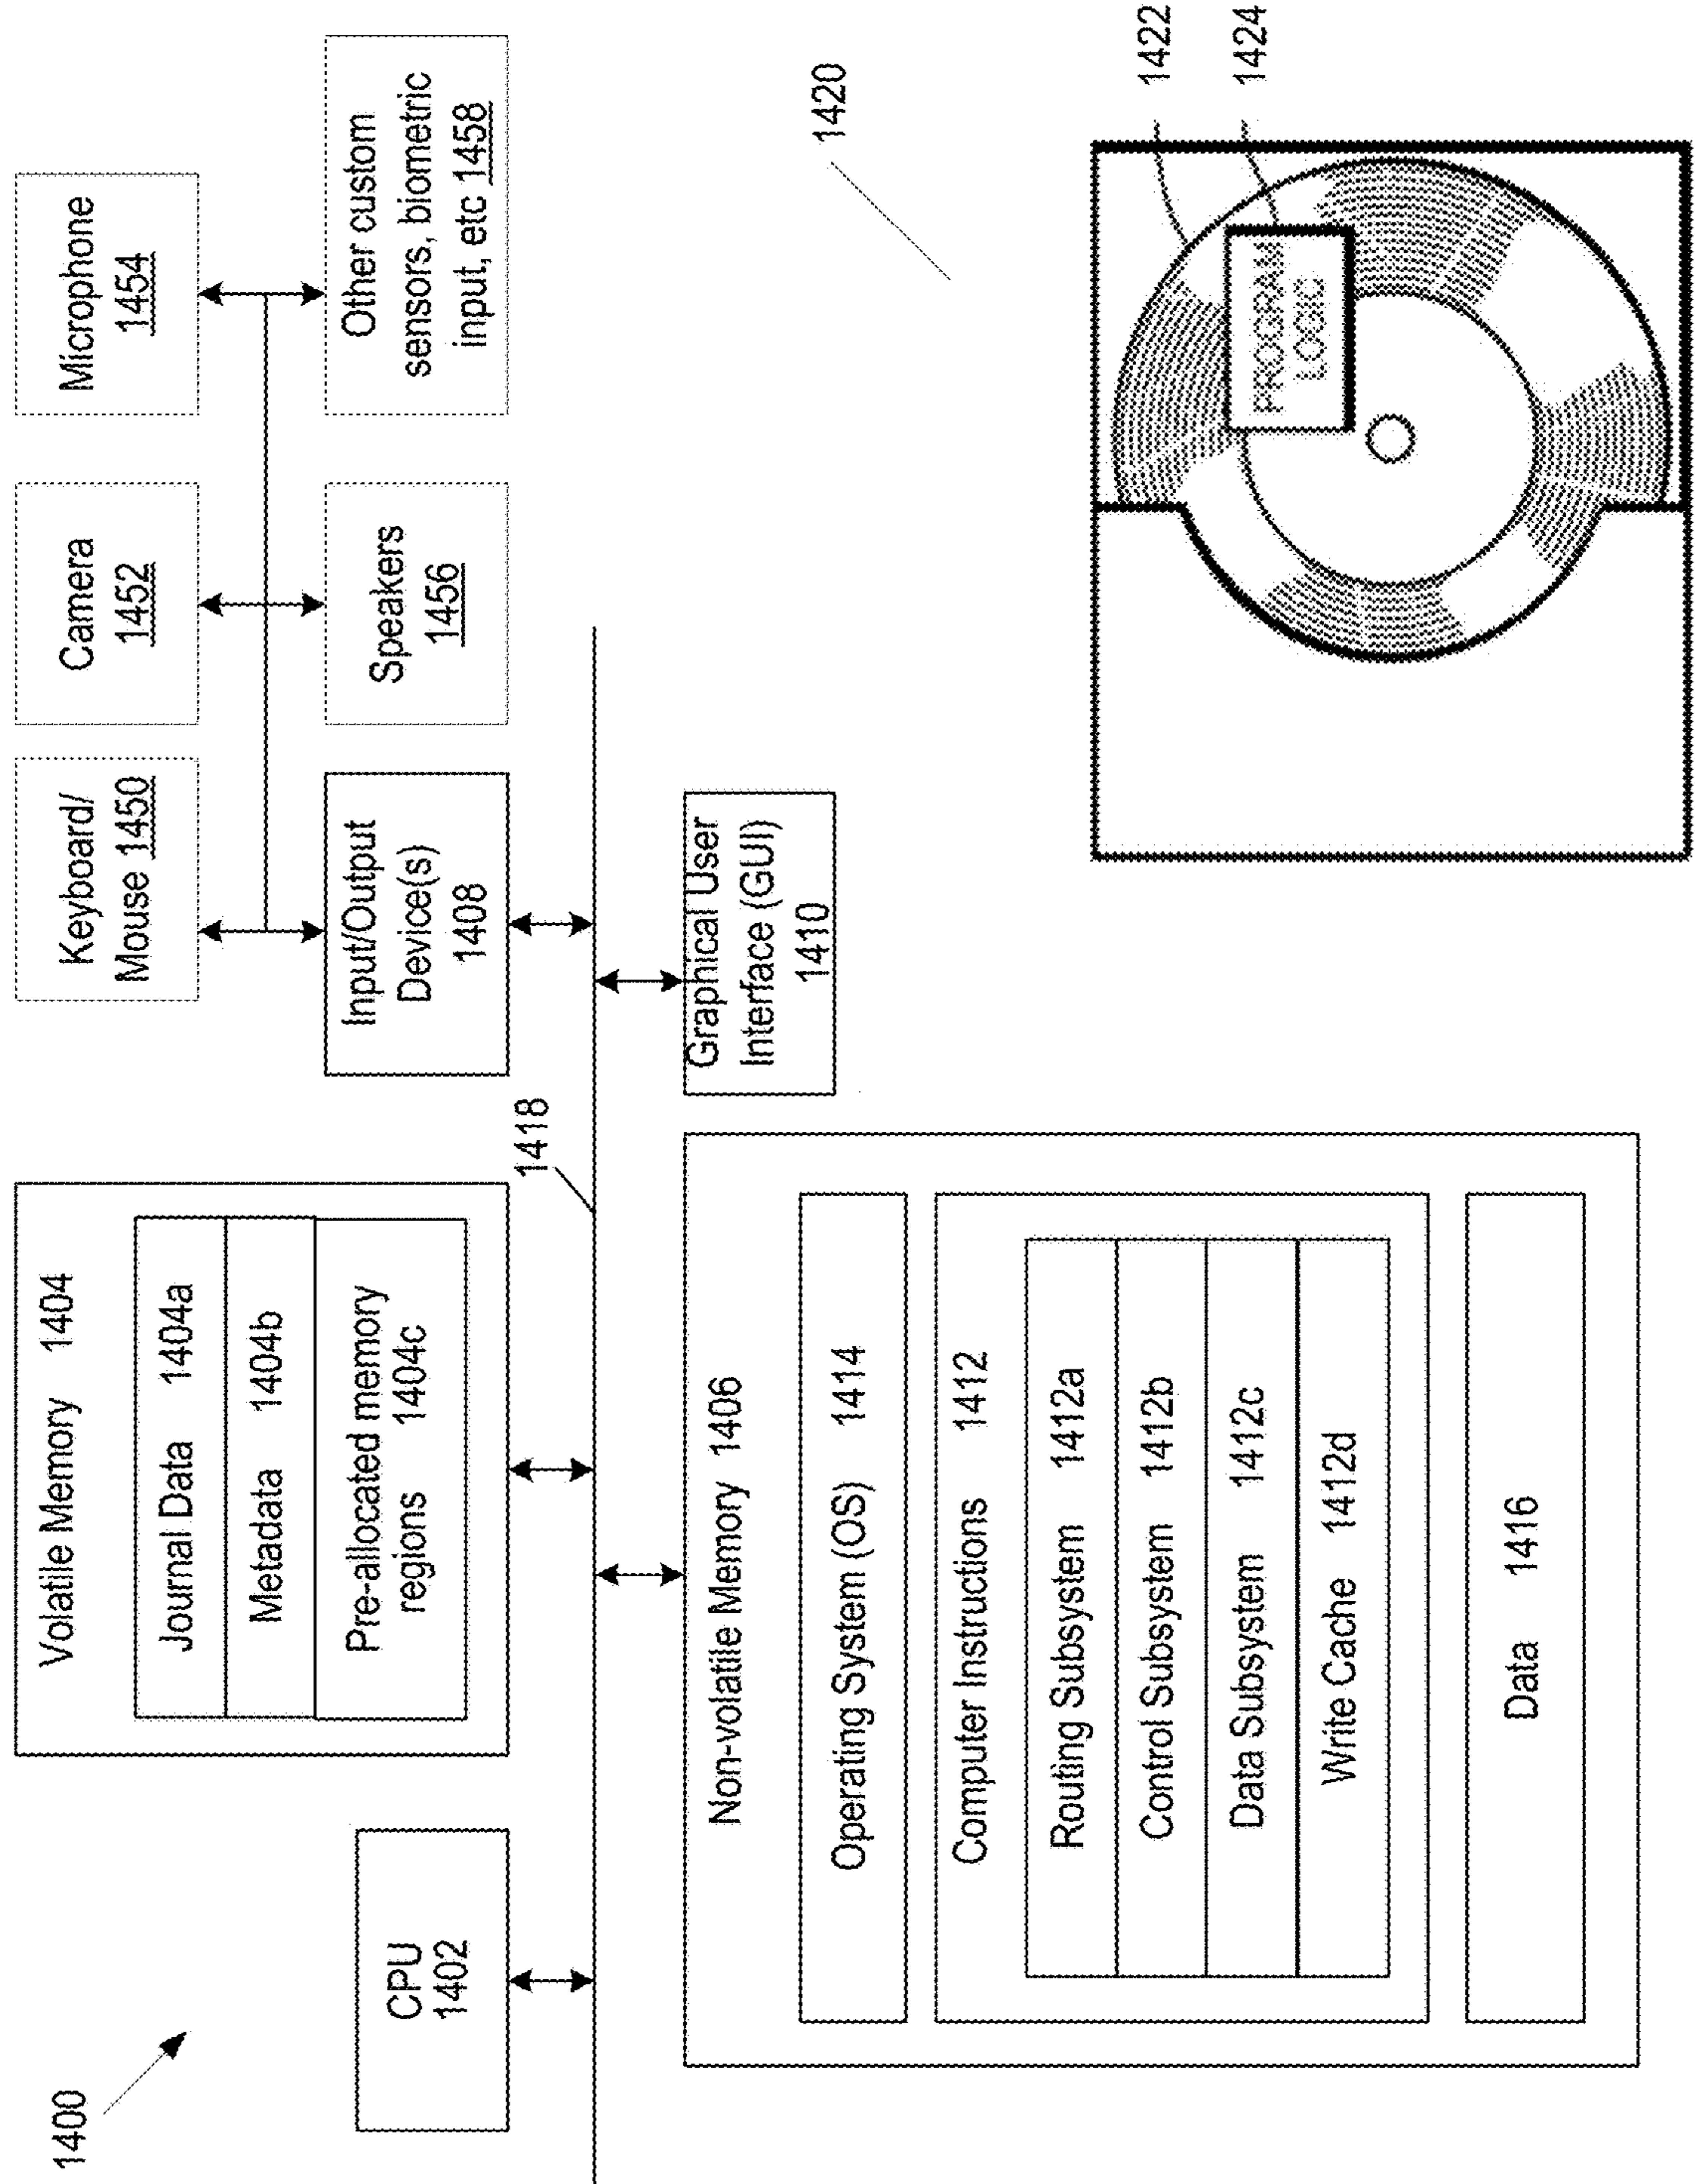 1400
CPU
1402
Volatile Memory 1404
Journal Data 1404a
Metadata 1404b
Pre-allocated memory
regions 1404c
1418
Keyboard/
Mouse 1450
Camera
1452
Microphone
1454
Input/Output
Device(s)
1408
Speakers
1456
Other custom
sensors, biometric
input, etc 1458
Non-volatile Memory 1406
Operating System (OS) 1414
Computer Instructions 1412
Routing Subsystem 1412a
Control Subsystem 1412b
Data Subsystem 1412c
Write Cache 1412d
Data 1416
Graphical User
Interface (GUI)
1410
1420
1422
1424
PROGRAM
LOGIC